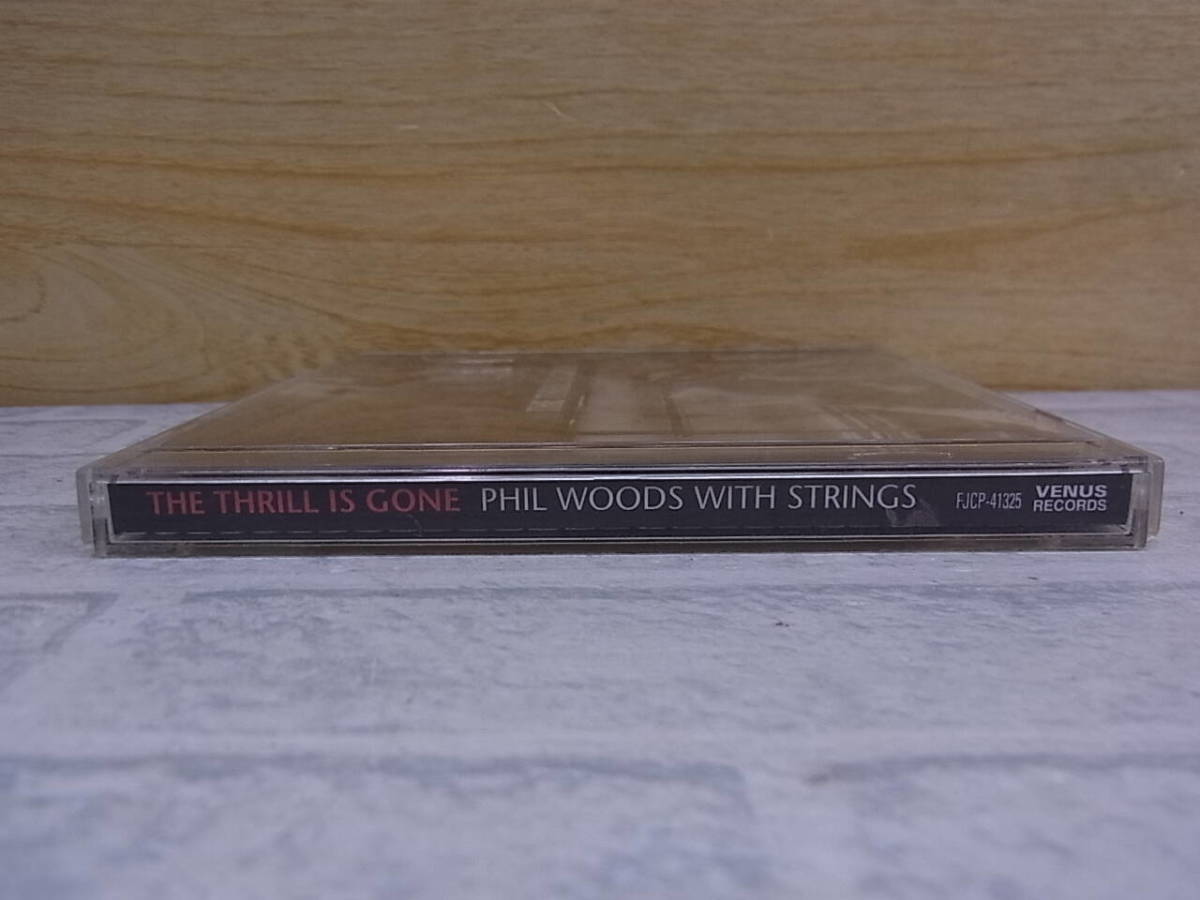 THE THRILL IS GONE PHIL WOODS WITH STRINGS FJCP-41325 VENUS RECORDS